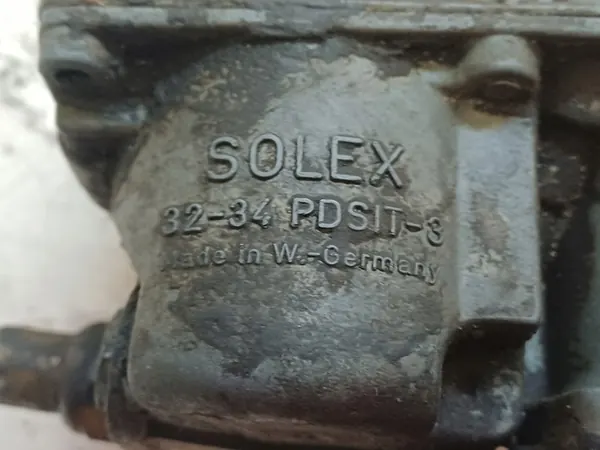 SOLEX
32-34 PDSIT-3
Made in W.-Germany